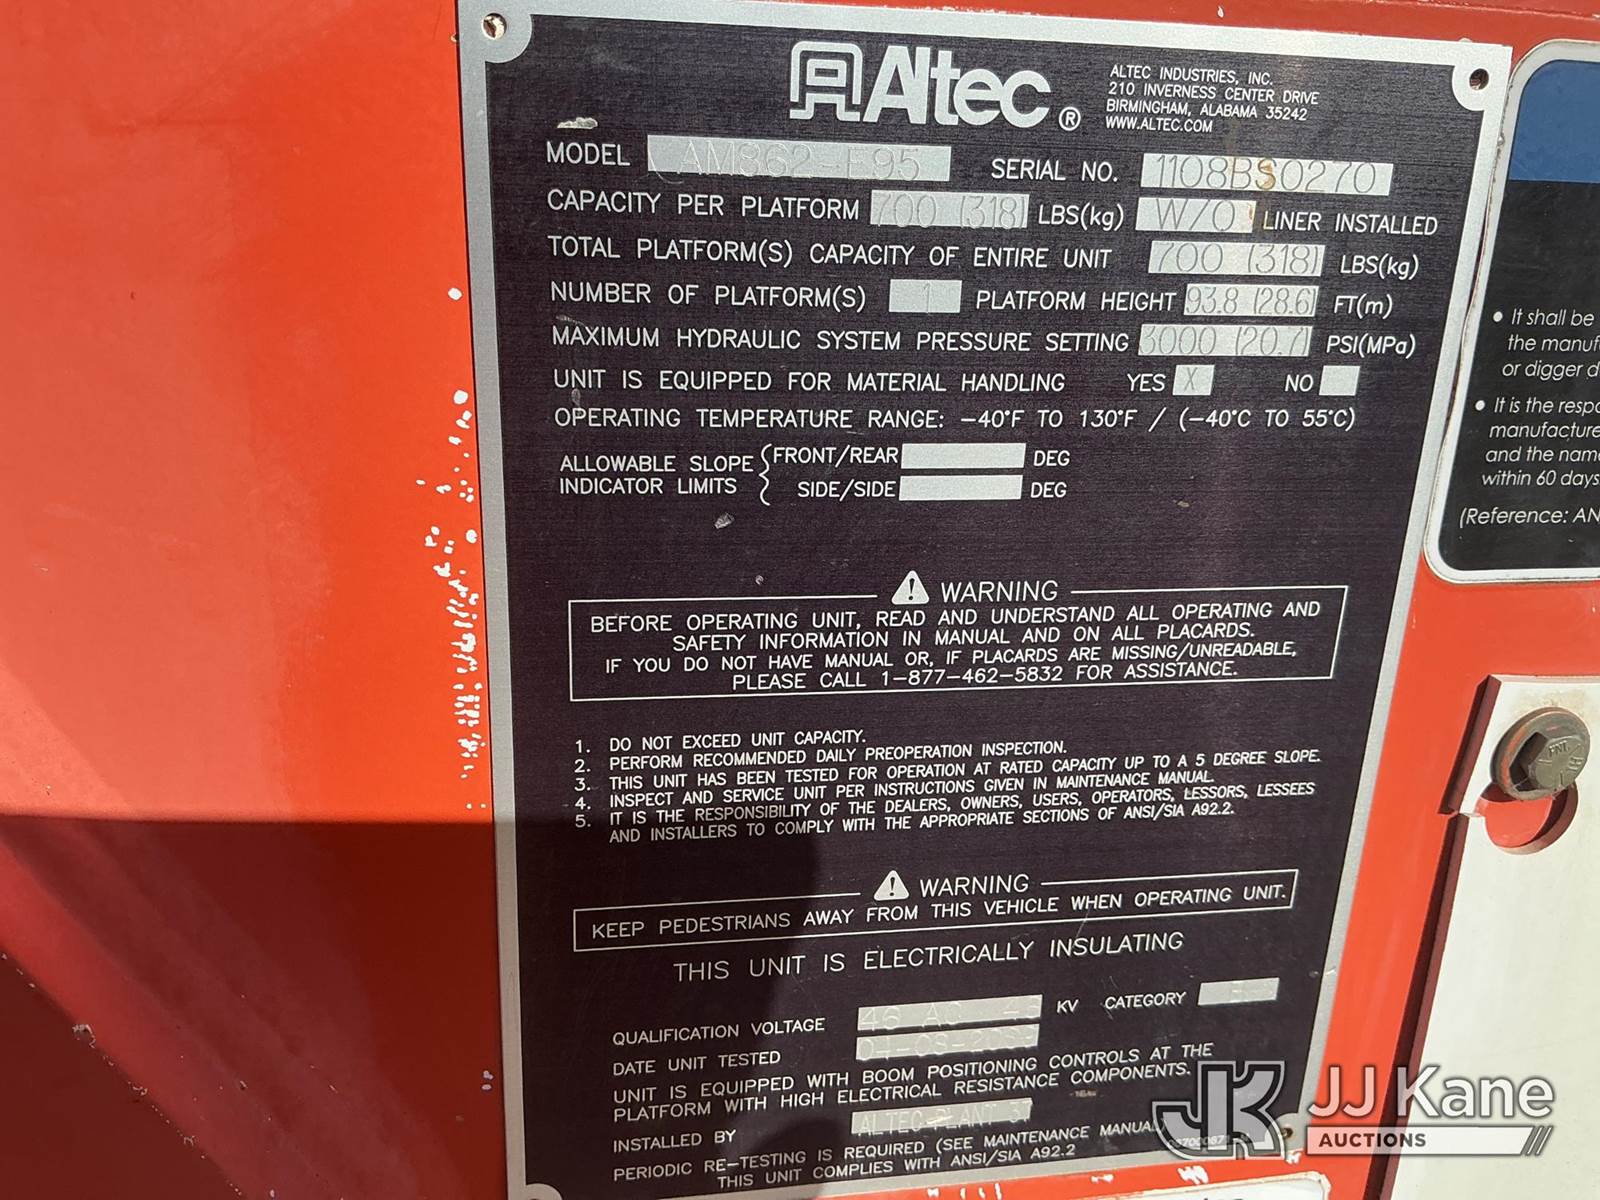 Altec®
ALTEC INDUSTRIES, INC.
210 INVERNESS CENTER DRIVE
BIRMINGHAM, ALABAMA 35242
WWW.ALTEC.COM
MODEL AM862-E95 SERIAL NO. 1108BS0270
CAPACITY PER PLATFORM 700 (318) LBS(kg) W/O LINER INSTALLED
TOTAL PLATFORM(S) CAPACITY OF ENTIRE UNIT 700 (318) LBS(kg)
NUMBER OF PLATFORM(S) 1 PLATFORM HEIGHT 93.8 (28.6) FT(m)
MAXIMUM HYDRAULIC SYSTEM PRESSURE SETTING 3000 (20.7) PSI(MPa)
UNIT IS EQUIPPED FOR MATERIAL HANDLING YES X NO
OPERATING TEMPERATURE RANGE: -40°F TO 130°F / (-40°C TO 55°C)
ALLOWABLE SLOPE INDICATOR LIMITS
FRONT/REAR DEG
SIDE/SIDE DEG
WARNING
BEFORE OPERATING UNIT, READ AND UNDERSTAND ALL OPERATING AND
SAFETY INFORMATION IN MANUAL AND ON ALL PLACARDS.
IF YOU DO NOT HAVE MANUAL OR, IF PLACARDS ARE MISSING/UNREADABLE,
PLEASE CALL 1-877-462-5832 FOR ASSISTANCE.
1. DO NOT EXCEED UNIT CAPACITY.
2. PERFORM RECOMMENDED DAILY PREOPERATION INSPECTION.
3. THIS UNIT HAS BEEN TESTED FOR OPERATION AT RATED CAPACITY UP TO A 5 DEGREE SLOPE.
4. INSPECT AND SERVICE UNIT PER INSTRUCTIONS GIVEN IN MAINTENANCE MANUAL.
5. IT IS THE RESPONSIBILITY OF THE DEALERS, OWNERS, USERS, OPERATORS, LESSORS, LESSEES
AND INSTALLERS TO COMPLY WITH THE APPROPRIATE SECTIONS OF ANSI/SIA A92.2.
WARNING
KEEP PEDESTRIANS AWAY FROM THIS VEHICLE WHEN OPERATING UNIT.
THIS UNIT IS ELECTRICALLY INSULATING
QUALIFICATION VOLTAGE 46 AC KV CATEGORY
DATE UNIT TESTED
UNIT IS EQUIPPED WITH BOOM POSITIONING CONTROLS AT THE
PLATFORM WITH HIGH ELECTRICAL RESISTANCE COMPONENTS.
INSTALLED BY ALTEC-PLANT 37
PERIODIC RE-TESTING IS REQUIRED (SEE MAINTENANCE MANUAL
THIS UNIT COMPLIES WITH ANSI/SIA A92.2
• It shall be
the manuf
or digger d
• It is the respo
manufacture
and the nam
within 60 days
(Reference: AN
JK JJ Kane
AUCTIONS